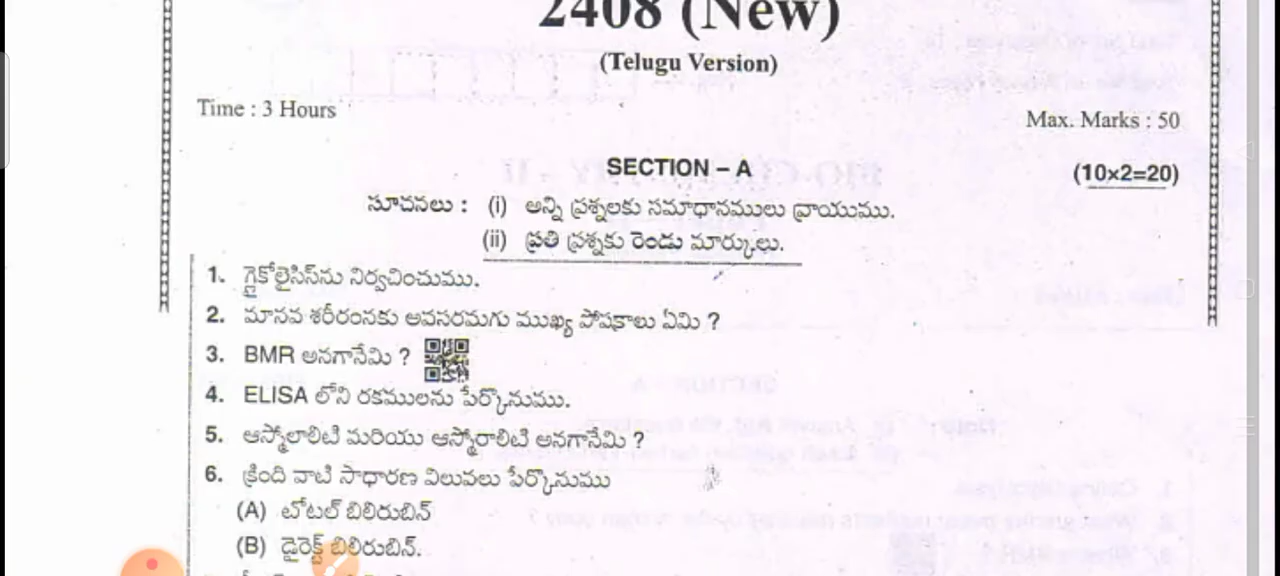 2408 (New)
(Telugu Version)
Time : 3 Hours
Max. Marks : 50
SECTION – A
(10×2=20)
సూచనలు : (i) అన్ని ప్రశ్నలకు సమాధానములు వ్రాయుము.
(ii) ప్రతి ప్రశ్నకు రెండు మార్కులు.
1. గ్లైకోలైసిస్‌ను నిర్వచించుము.
2. మానవ శరీరంనకు అవసరమగు ముఖ్య పోషకాలు ఏమి ?
3. BMR అనగానేమి ?
4. ELISA లోని రకములను పేర్కొనుము.
5. ఆస్మోలాలిటి మరియు ఆస్మోరాలిటి అనగానేమి ?
6. క్రింది వాటి సాధారణ విలువలు పేర్కొనుము
(A) టోటల్ బిలిరుబిన్
(B) డైరెక్ట్ బిలిరుబిన్.